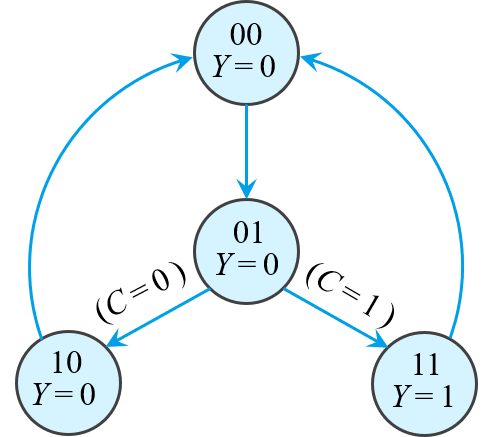 00
Y = 0
01
Y = 0
(C = 0)
(C = 1)
10
Y = 0
11
Y = 1